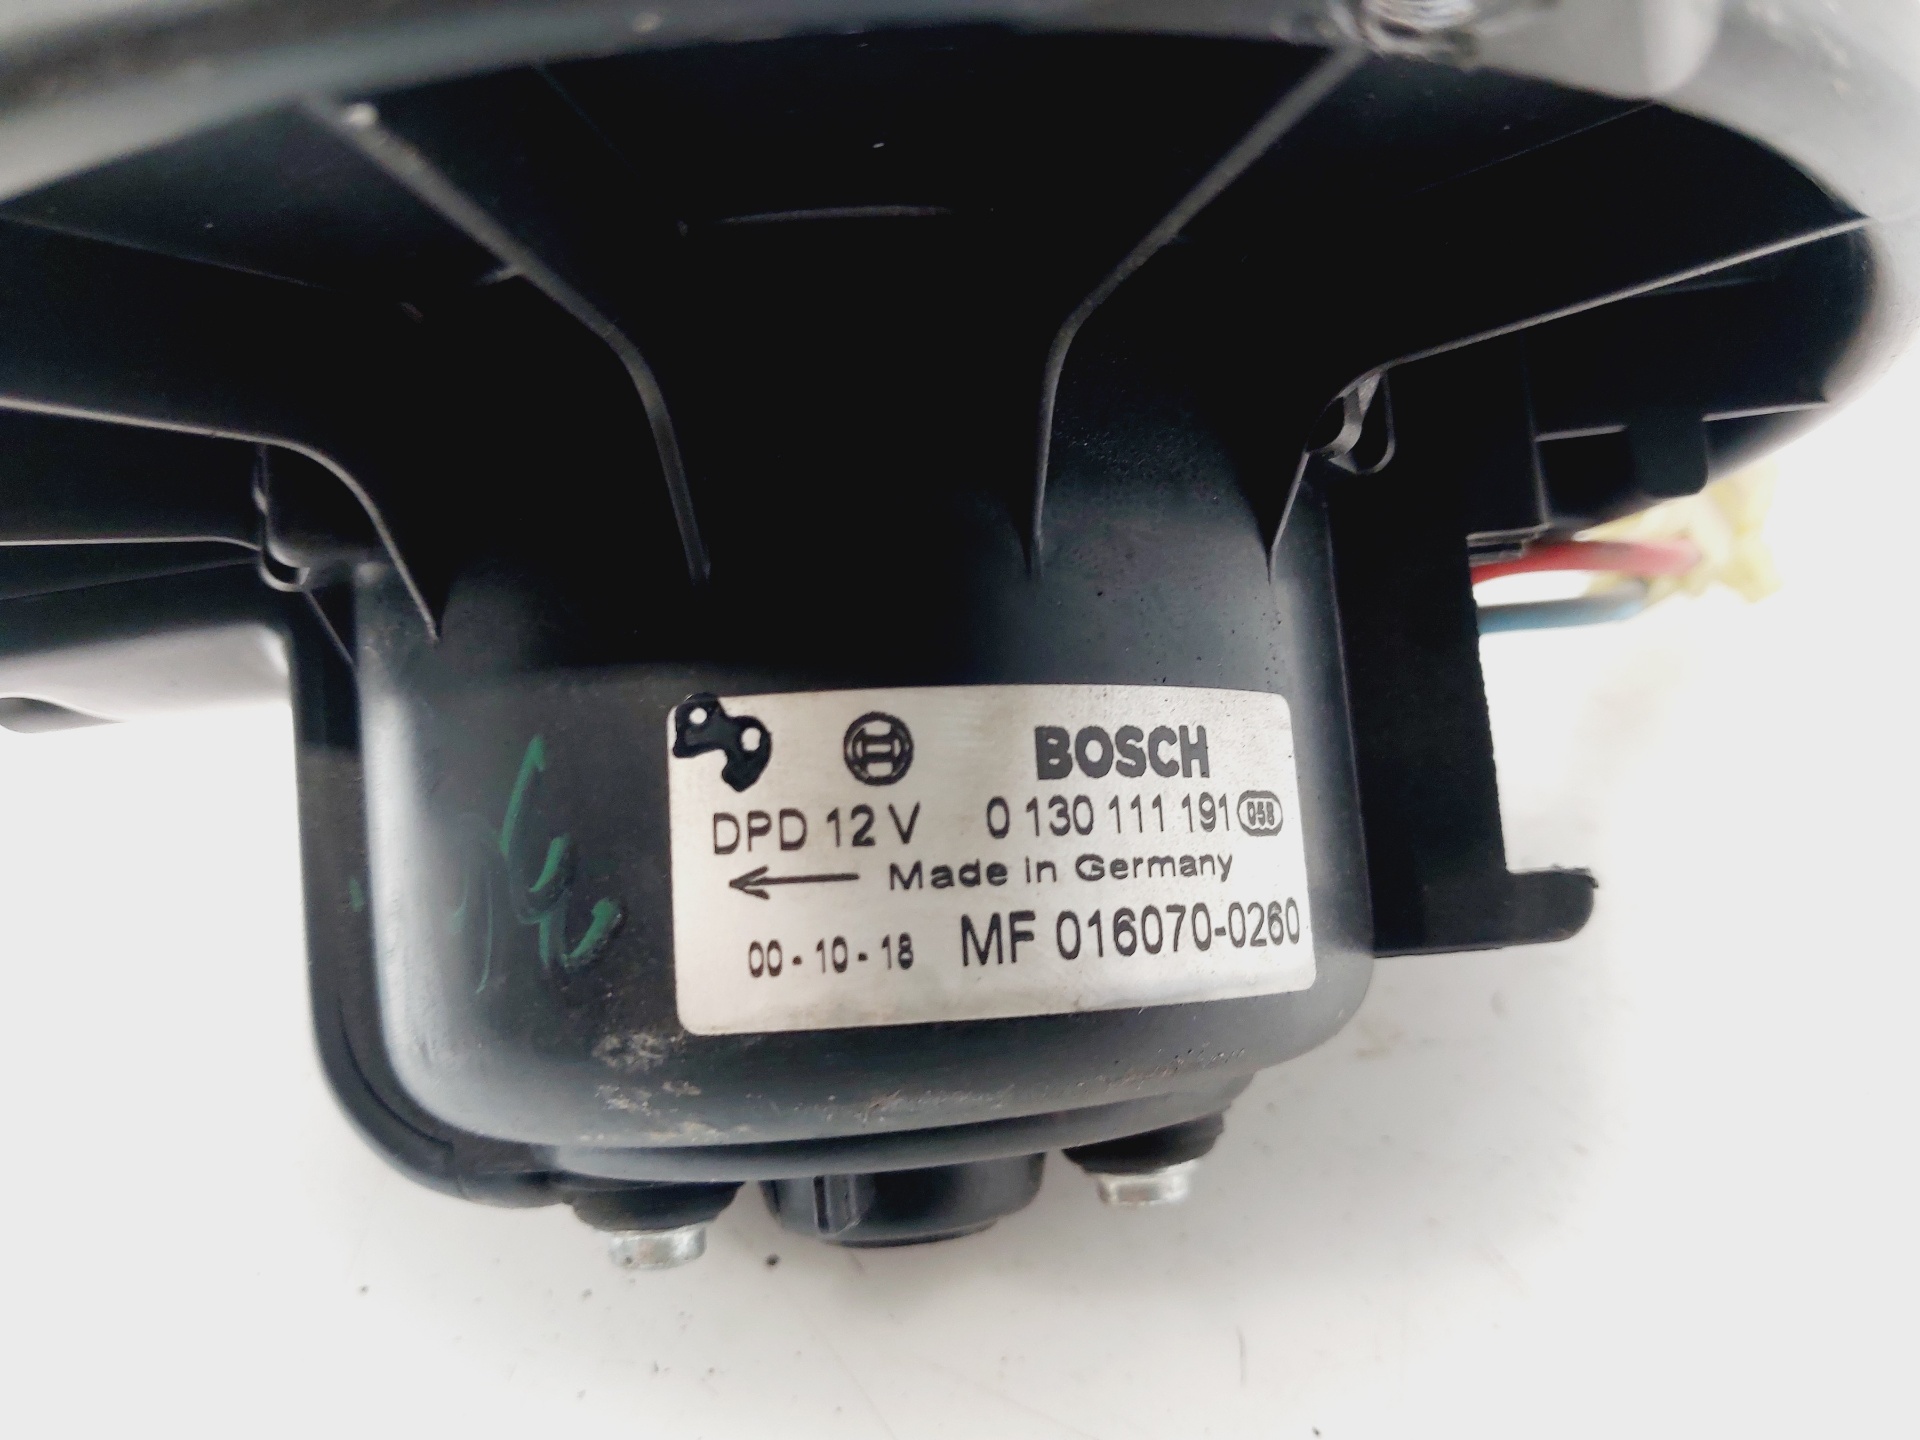 BOSCH
DPD 12 V 0 130 111 191 058
Made in Germany
00-10-18 MF 016070-0260